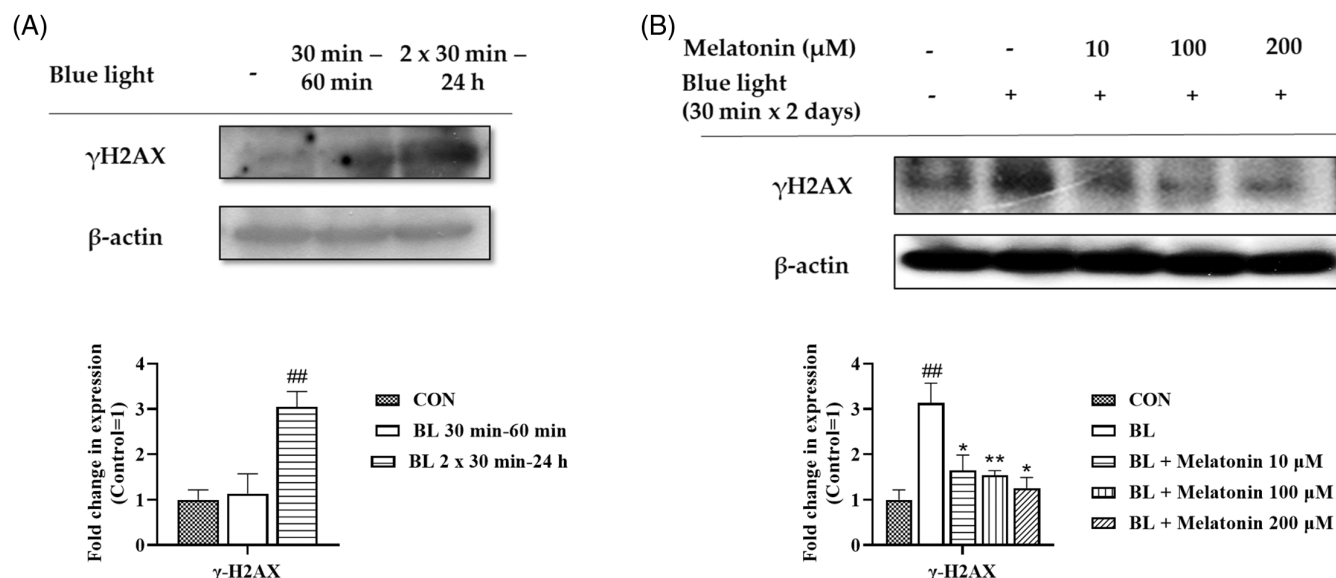 (A)
Blue light
-
30 min –
60 min
2 x 30 min –
24 h
γH2AX
β-actin
Fold change in expression
(Control=1)
4
3
2
1
0
##
γ-H2AX
CON
BL 30 min-60 min
BL 2 x 30 min-24 h
(B)
Melatonin (μM) - - 10 100 200
Blue light
(30 min x 2 days)
- + + + +
γH2AX
β-actin
Fold change in expression
(Control=1)
4
3
2
1
0
##
*
**
*
γ-H2AX
CON
BL
BL + Melatonin 10 μM
BL + Melatonin 100 μM
BL + Melatonin 200 μM